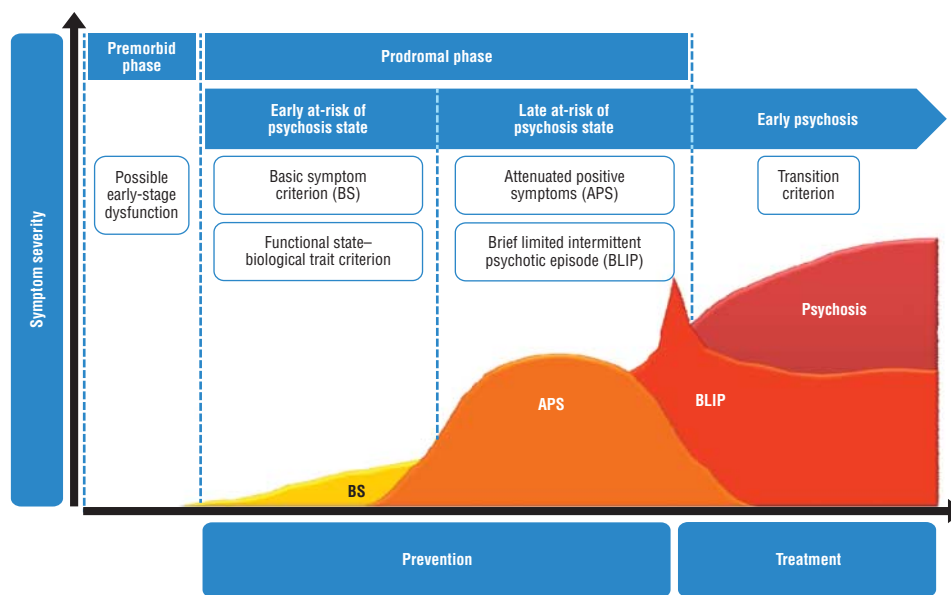 Premorbid
phase
Prodromal phase
Early at-risk of
psychosis state
Late at-risk of
psychosis state
Early psychosis
Possible
early-stage
dysfunction
Basic symptom
criterion (BS)
Attenuated positive
symptoms (APS)
Transition
criterion
Functional state–
biological trait criterion
Brief limited intermittent
psychotic episode (BLIP)
Symptom severity
Psychosis
APS
BLIP
BS
Prevention
Treatment